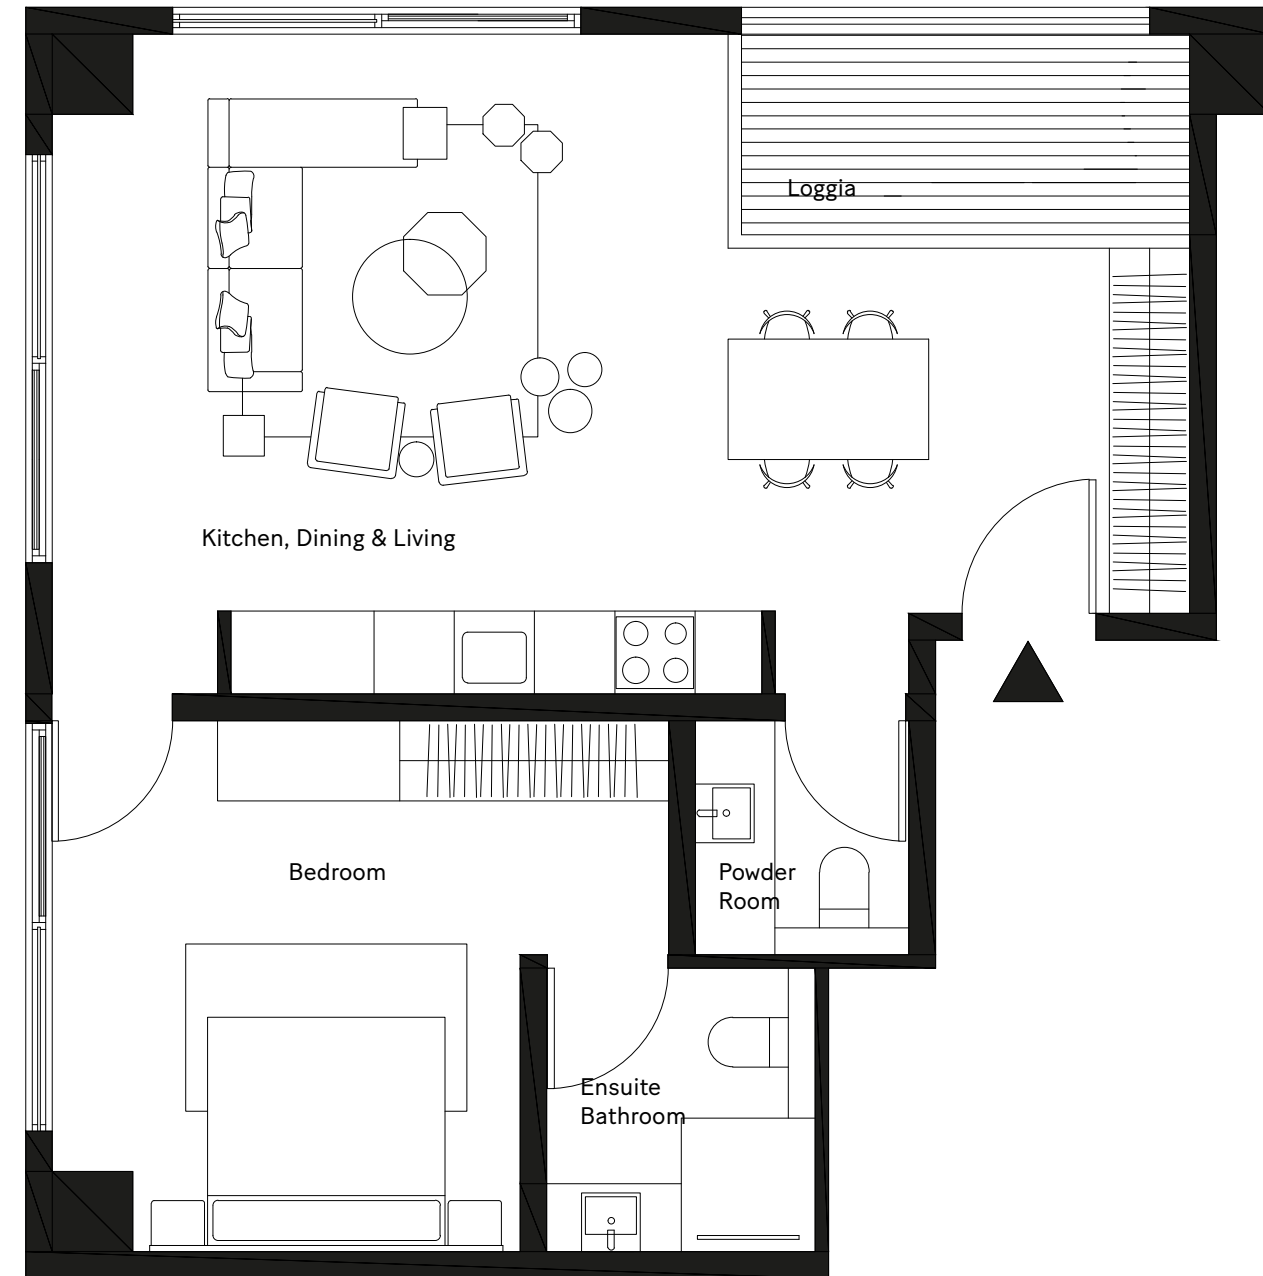 Loggia
Kitchen, Dining & Living
Bedroom
Powder
Room
Ensuite
Bathroom